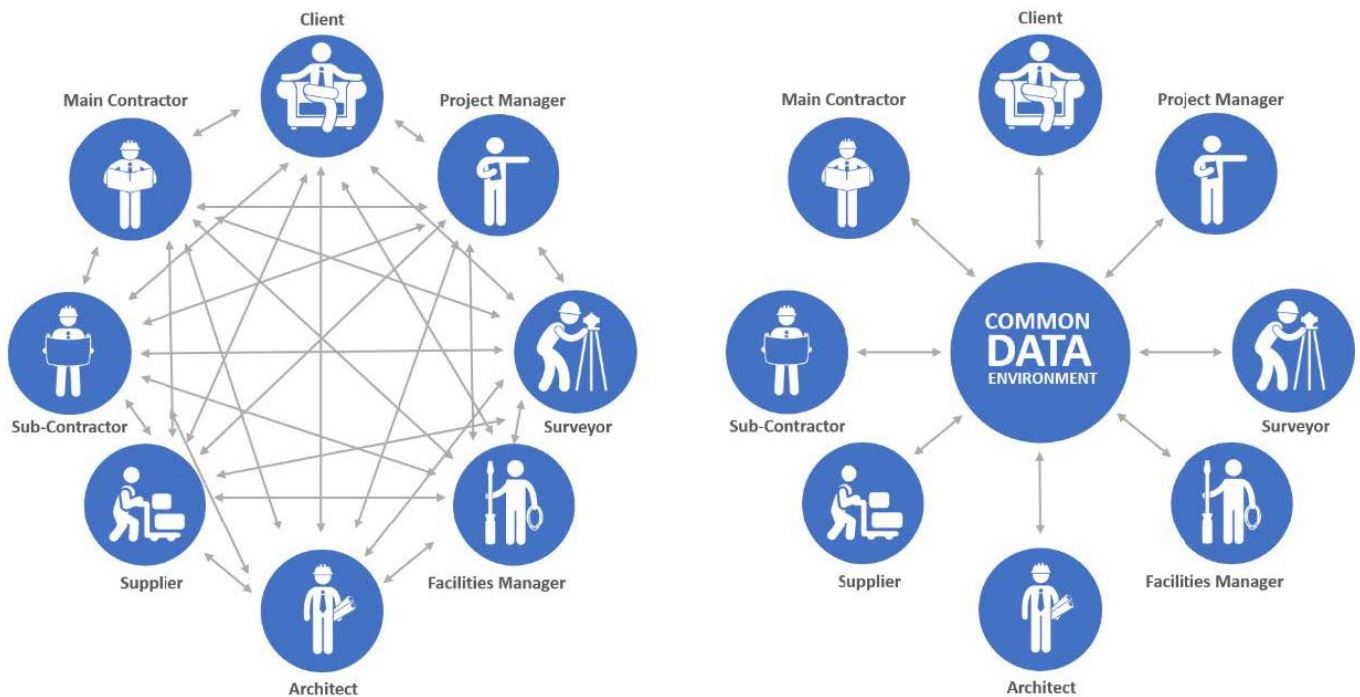 Client
Main Contractor
Project Manager
Sub-Contractor
Surveyor
Supplier
Facilities Manager
Architect
Client
Main Contractor
Project Manager
COMMON
DATA
ENVIRONMENT
Sub-Contractor
Surveyor
Supplier
Facilities Manager
Architect